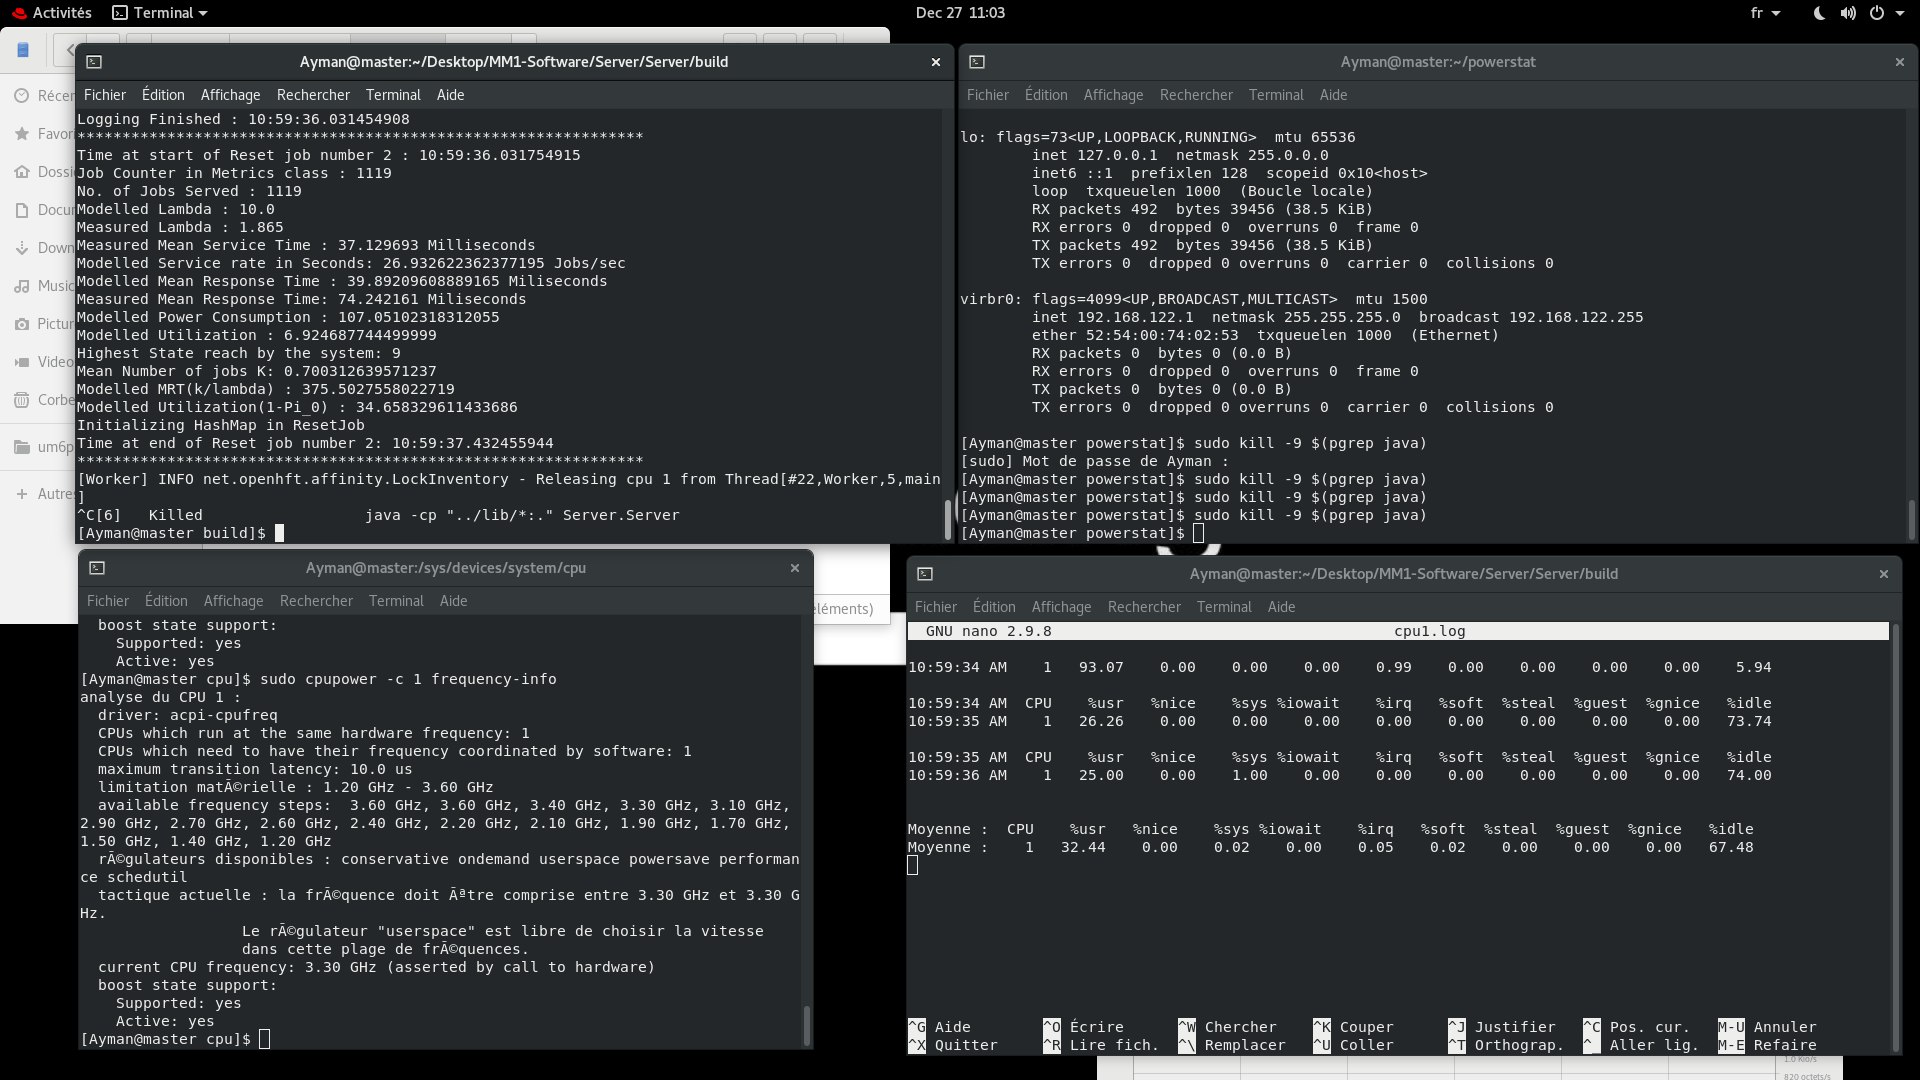 Activités
Terminal
Dec 27 11:03
fr
Ayman@master:~/Desktop/MM1-Software/Server/Server/build
Fichier Édition Affichage Rechercher Terminal Aide
Logging Finished : 10:59:36.031454908
***************************************************************
Time at start of Reset job number 2 : 10:59:36.031754915
Job Counter in Metrics class : 1119
No. of Jobs Served : 1119
Modelled Lambda : 10.0
Measured Lambda : 1.865
Measured Mean Service Time : 37.129693 Milliseconds
Modelled Service rate in Seconds: 26.932622362377195 Jobs/sec
Modelled Mean Response Time : 39.89209608889165 Miliseconds
Measured Mean Response Time: 74.242161 Miliseconds
Modelled Power Consumption : 107.05102318312055
Modelled Utilization : 6.924687744499999
Highest State reach by the system: 9
Mean Number of jobs K: 0.700312639571237
Modelled MRT(k/lambda) : 375.5027558022719
Modelled Utilization(1-Pi_0) : 34.658329611433686
Initializing HashMap in ResetJob
Time at end of Reset job number 2: 10:59:37.432455944
***************************************************************
[Worker] INFO net.openhft.affinity.LockInventory - Releasing cpu 1 from Thread[#22,Worker,5,main
]
^C[6]   Killed                  java -cp "../lib/*:." Server.Server
[Ayman@master build]$
Ayman@master:~/powerstat
Fichier Édition Affichage Rechercher Terminal Aide
lo: flags=73<UP,LOOPBACK,RUNNING>  mtu 65536
inet 127.0.0.1  netmask 255.0.0.0
inet6 ::1  prefixlen 128  scopeid 0x10<host>
loop  txqueuelen 1000  (Boucle locale)
RX packets 492  bytes 39456 (38.5 KiB)
RX errors 0  dropped 0  overruns 0  frame 0
TX packets 492  bytes 39456 (38.5 KiB)
TX errors 0  dropped 0 overruns 0  carrier 0  collisions 0
virbr0: flags=4099<UP,BROADCAST,MULTICAST>  mtu 1500
inet 192.168.122.1  netmask 255.255.255.0  broadcast 192.168.122.255
ether 52:54:00:74:02:53  txqueuelen 1000  (Ethernet)
RX packets 0  bytes 0 (0.0 B)
RX errors 0  dropped 0  overruns 0  frame 0
TX packets 0  bytes 0 (0.0 B)
TX errors 0  dropped 0 overruns 0  carrier 0  collisions 0
[Ayman@master powerstat]$ sudo kill -9 $(pgrep java)
[sudo] Mot de passe de Ayman :
[Ayman@master powerstat]$ sudo kill -9 $(pgrep java)
[Ayman@master powerstat]$ sudo kill -9 $(pgrep java)
[Ayman@master powerstat]$ sudo kill -9 $(pgrep java)
[Ayman@master powerstat]$
Récen
Favori
Dossi
Docun
Down
Music
Pictur
Video
Corbe
um6p
Autre
éléments)
Ayman@master:/sys/devices/system/cpu
Fichier Édition Affichage Rechercher Terminal Aide
boost state support:
Supported: yes
Active: yes
[Ayman@master cpu]$ sudo cpupower -c 1 frequency-info
analyse du CPU 1 :
driver: acpi-cpufreq
CPUs which run at the same hardware frequency: 1
CPUs which need to have their frequency coordinated by software: 1
maximum transition latency: 10.0 us
limitation matÃ©rielle : 1.20 GHz - 3.60 GHz
available frequency steps:  3.60 GHz, 3.60 GHz, 3.40 GHz, 3.30 GHz, 3.10 GHz,
2.90 GHz, 2.70 GHz, 2.60 GHz, 2.40 GHz, 2.20 GHz, 2.10 GHz, 1.90 GHz, 1.70 GHz,
1.50 GHz, 1.40 GHz, 1.20 GHz
rÃ©gulateurs disponibles : conservative ondemand userspace powersave performan
ce schedutil
tactique actuelle : la frÃ©quence doit Ãªtre comprise entre 3.30 GHz et 3.30 G
Hz.
Le rÃ©gulateur "userspace" est libre de choisir la vitesse
dans cette plage de frÃ©quences.
current CPU frequency: 3.30 GHz (asserted by call to hardware)
boost state support:
Supported: yes
Active: yes
[Ayman@master cpu]$
Ayman@master:~/Desktop/MM1-Software/Server/Server/build
Fichier Édition Affichage Rechercher Terminal Aide
GNU nano 2.9.8 cpu1.log
10:59:34 AM    1   93.07    0.00    0.00    0.00    0.99    0.00    0.00    0.00    0.00    5.94
10:59:34 AM  CPU    %usr   %nice    %sys %iowait    %irq   %soft  %steal  %guest  %gnice   %idle
10:59:35 AM    1   26.26    0.00    0.00    0.00    0.00    0.00    0.00    0.00    0.00   73.74
10:59:35 AM  CPU    %usr   %nice    %sys %iowait    %irq   %soft  %steal  %guest  %gnice   %idle
10:59:36 AM    1   25.00    0.00    1.00    0.00    0.00    0.00    0.00    0.00    0.00   74.00
Moyenne :  CPU    %usr   %nice    %sys %iowait    %irq   %soft  %steal  %guest  %gnice   %idle
Moyenne :    1   32.44    0.00    0.02    0.00    0.05    0.02    0.00    0.00    0.00   67.48
^G Aide ^O Écrire ^W Chercher ^K Couper ^J Justifier ^C Pos. cur. M-U Annuler
^X Quitter ^R Lire fich. ^\ Remplacer ^U Coller ^T Orthograp. ^_ Aller lig. M-E Refaire
1.0 Kio/s
820 octets/s